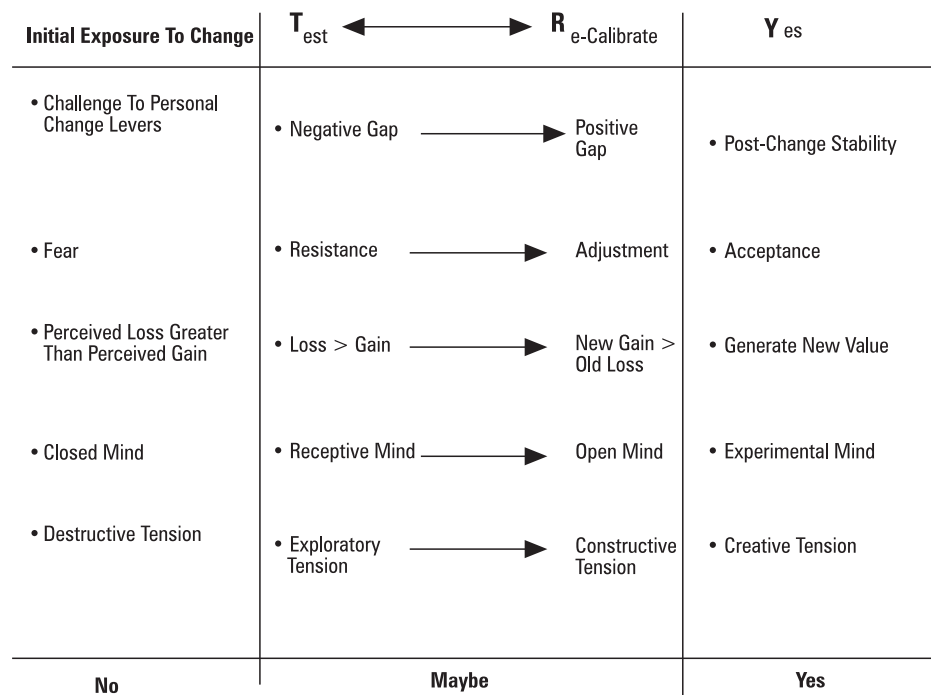 Initial Exposure To Change
Test
Re-Calibrate
Yes
• Challenge To Personal
Change Levers
• Negative Gap
Positive
Gap
• Post-Change Stability
• Fear
• Resistance
Adjustment
• Acceptance
• Perceived Loss Greater
Than Perceived Gain
• Loss > Gain
New Gain >
Old Loss
• Generate New Value
• Closed Mind
• Receptive Mind
Open Mind
• Experimental Mind
• Destructive Tension
• Exploratory
Tension
Constructive
Tension
• Creative Tension
No
Maybe
Yes